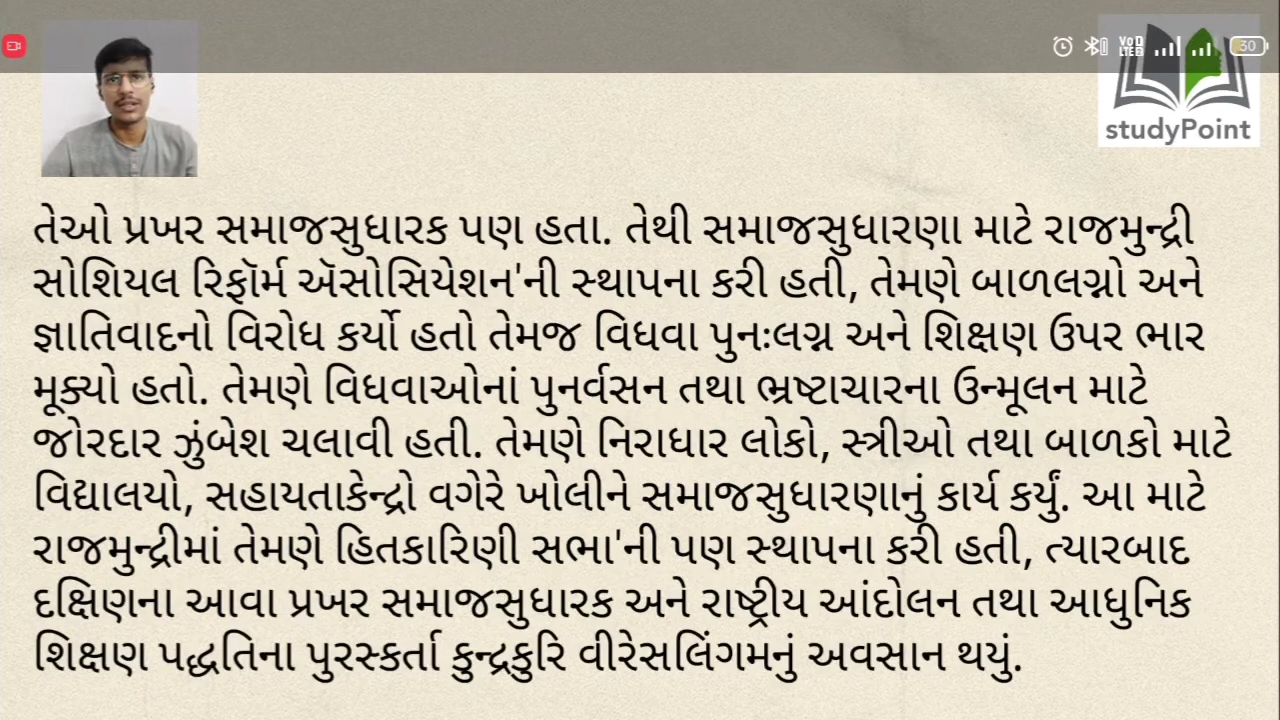 VoD
LTE2
30
studyPoint
તેઓ પ્રખર સમાજસુધારક પણ હતા. તેથી સમાજસુધારણા માટે રાજમુન્દ્રી
સોશિયલ રિફૉર્મ ઍસોસિયેશન'ની સ્થાપના કરી હતી, તેમણે બાળલગ્નો અને
જ્ઞાતિવાદનો વિરોધ કર્યો હતો તેમજ વિધવા પુનઃલગ્ન અને શિક્ષણ ઉપર ભાર
મૂક્યો હતો. તેમણે વિધવાઓનાં પુનર્વસન તથા ભ્રષ્ટાચારના ઉન્મૂલન માટે
જોરદાર ઝુંબેશ ચલાવી હતી. તેમણે નિરાધાર લોકો, સ્ત્રીઓ તથા બાળકો માટે
વિદ્યાલયો, સહાયતાકેન્દ્રો વગેરે ખોલીને સમાજસુધારણાનું કાર્ય કર્યું. આ માટે
રાજમુન્દ્રીમાં તેમણે હિતકારિણી સભા'ની પણ સ્થાપના કરી હતી, ત્યારબાદ
દક્ષિણના આવા પ્રખર સમાજસુધારક અને રાષ્ટ્રીય આંદોલન તથા આધુનિક
શિક્ષણ પદ્ધતિના પુરસ્કર્તા કુન્દ્રકુરિ વીરેસલિંગમનું અવસાન થયું.